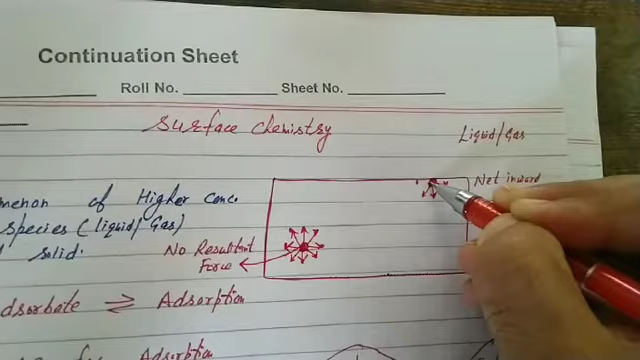 Continuation Sheet
Roll No. Sheet No.
Surface Chemistry
Liquid/Gas
Net inward
menon of Higher conc.
species (liquid/Gas)
solid.
No Resultant
Force
dsorbate ⇌ Adsorption
Adsorption